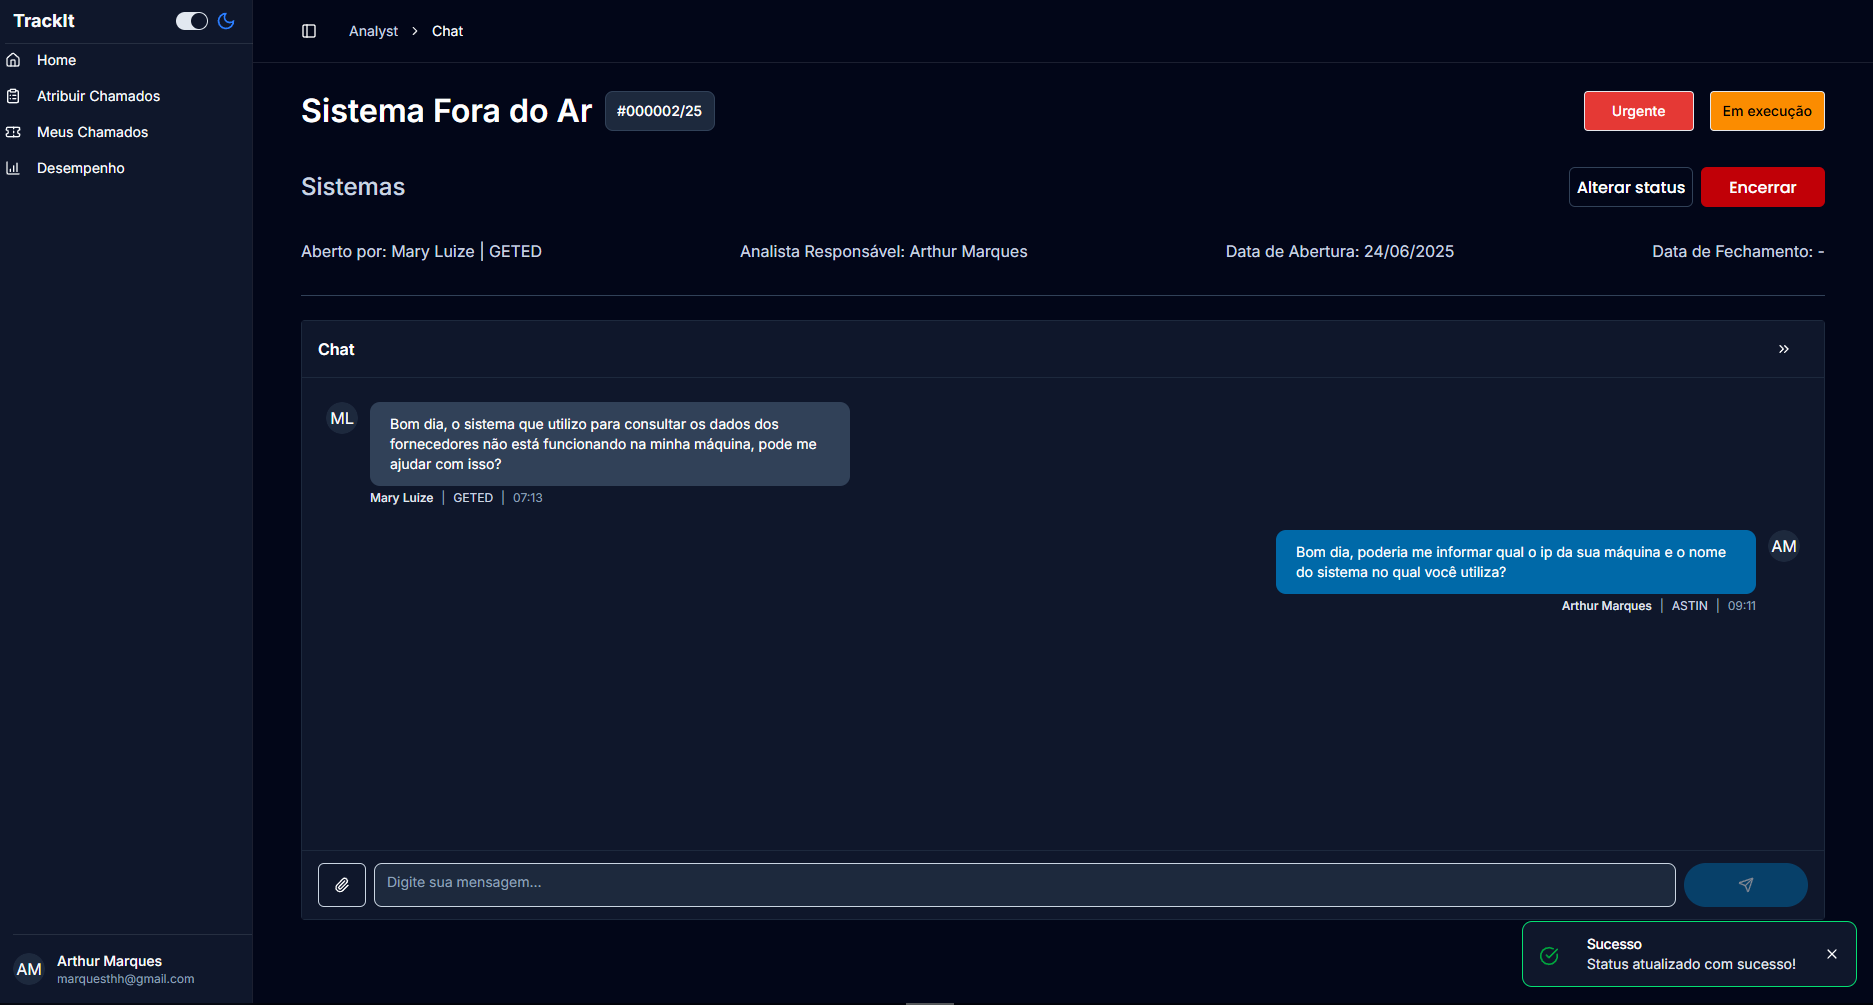 TrackIt
Home
Atribuir Chamados
Meus Chamados
Desempenho
Analyst > Chat
Sistema Fora do Ar #000002/25
Urgente
Em execução
Sistemas
Alterar status
Encerrar
Aberto por: Mary Luize | GETED
Analista Responsável: Arthur Marques
Data de Abertura: 24/06/2025
Data de Fechamento: -
Chat
ML
Bom dia, o sistema que utilizo para consultar os dados dos
fornecedores não está funcionando na minha máquina, pode me
ajudar com isso?
Mary Luize | GETED | 07:13
Bom dia, poderia me informar qual o ip da sua máquina e o nome
do sistema no qual você utiliza?
AM
Arthur Marques | ASTIN | 09:11
Digite sua mensagem...
AM
Arthur Marques
marquesthh@gmail.com
Sucesso
Status atualizado com sucesso!